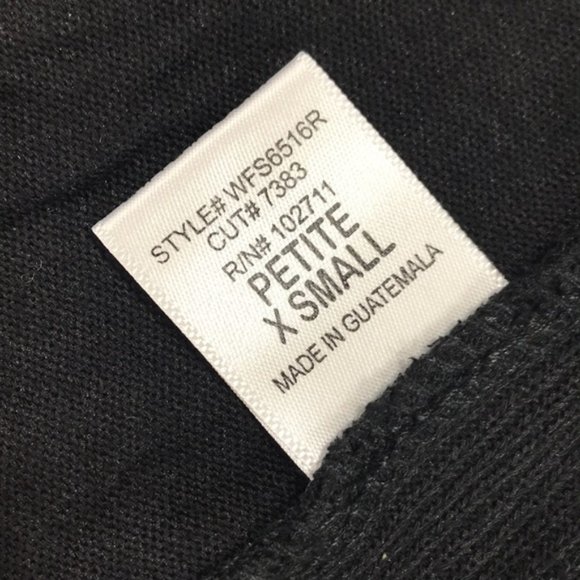 STYLE# WFS6516R
CUT# 7383
R/N# 102711
PETITE
X SMALL
MADE IN GUATEMALA